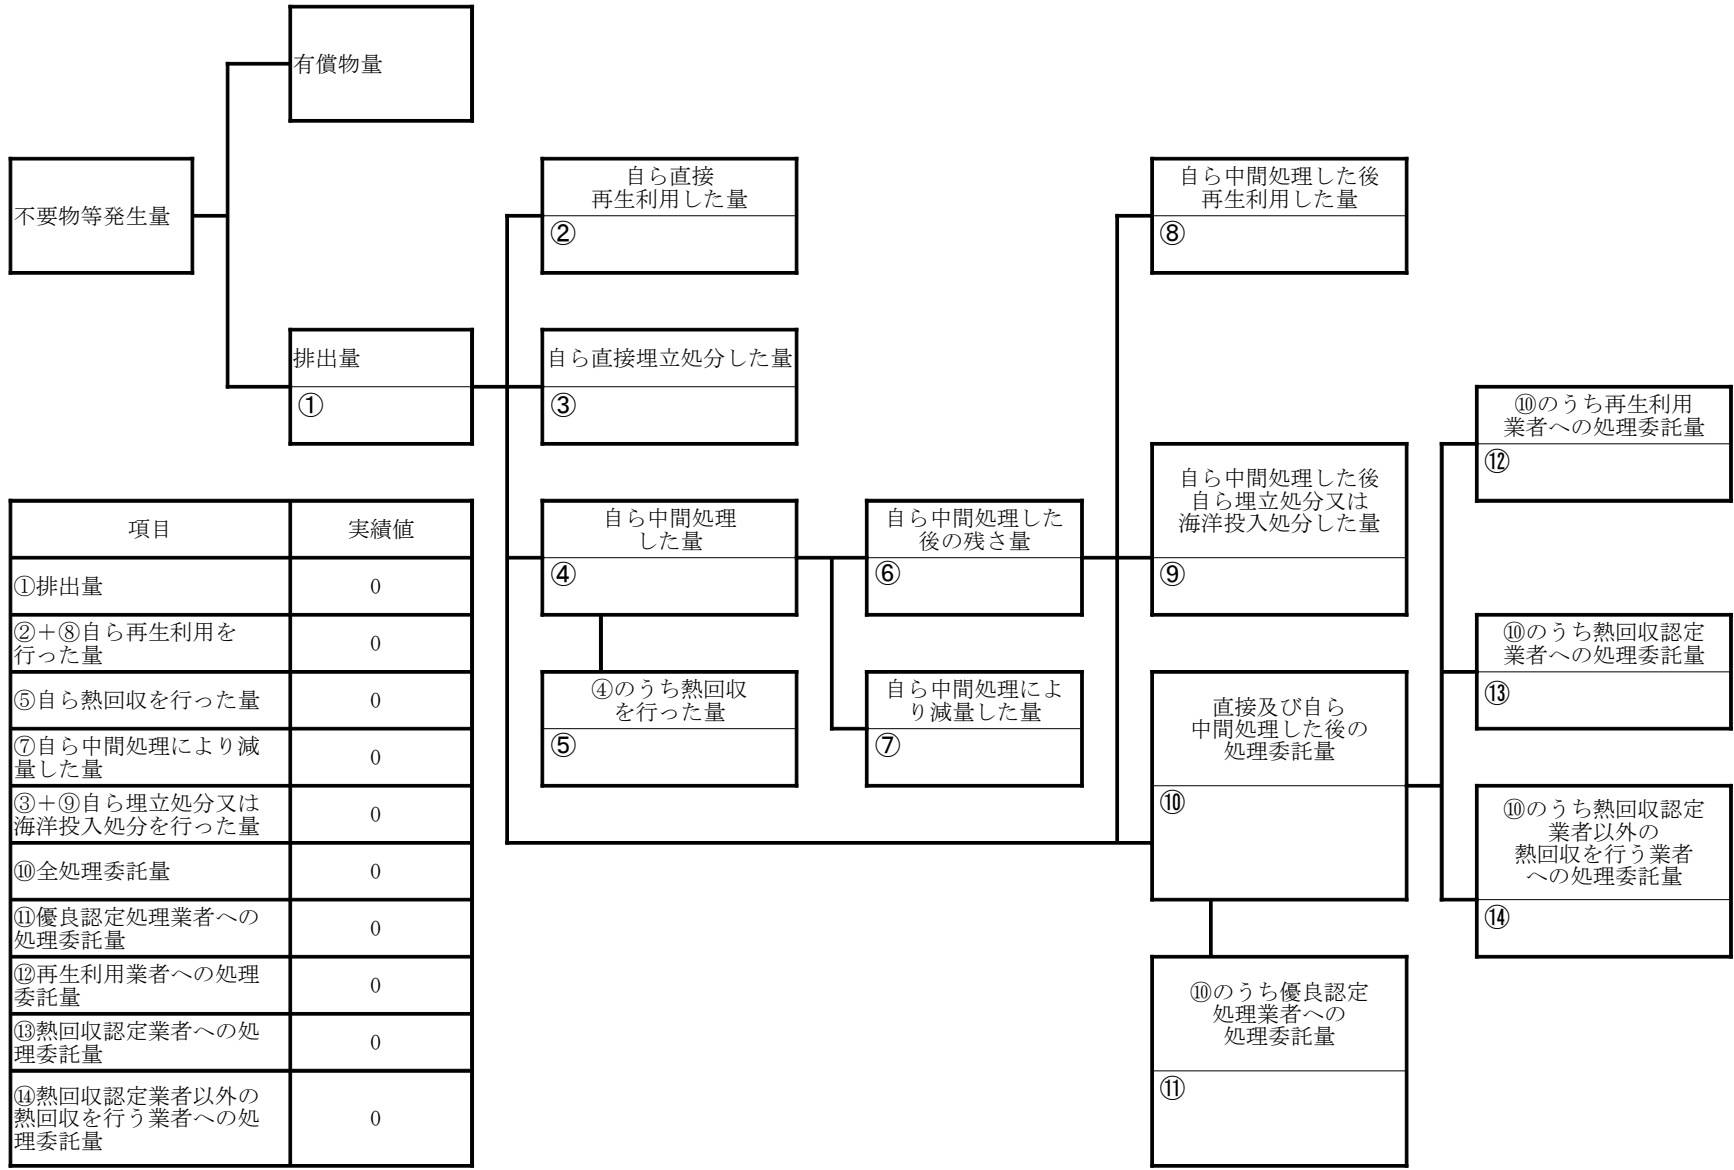 有償物量
不要物等発生量
自ら直接
再生利用した量
②
自ら中間処理した後
再生利用した量
⑧
排出量
①
自ら直接埋立処分した量
③
⑩のうち再生利用
業者への処理委託量
⑫
自ら中間処理
した量
④
自ら中間処理した
後の残さ量
⑥
自ら中間処理した後
自ら埋立処分又は
海洋投入処分した量
⑨
⑩のうち熱回収認定
業者への処理委託量
⑬
④のうち熱回収
を行った量
⑤
自ら中間処理によ
り減量した量
⑦
直接及び自ら
中間処理した後の
処理委託量
⑩
⑩のうち熱回収認定
業者以外の
熱回収を行う業者
への処理委託量
⑭
⑩のうち優良認定
処理業者への
処理委託量
⑪
項目 実績値
①排出量 0
②＋⑧自ら再生利用を
行った量 0
⑤自ら熱回収を行った量 0
⑦自ら中間処理により減
量した量 0
③＋⑨自ら埋立処分又は
海洋投入処分を行った量 0
⑩全処理委託量 0
⑪優良認定処理業者への
処理委託量 0
⑫再生利用業者への処理
委託量 0
⑬熱回収認定業者への処
理委託量 0
⑭熱回収認定業者以外の
熱回収を行う業者への処
理委託量 0